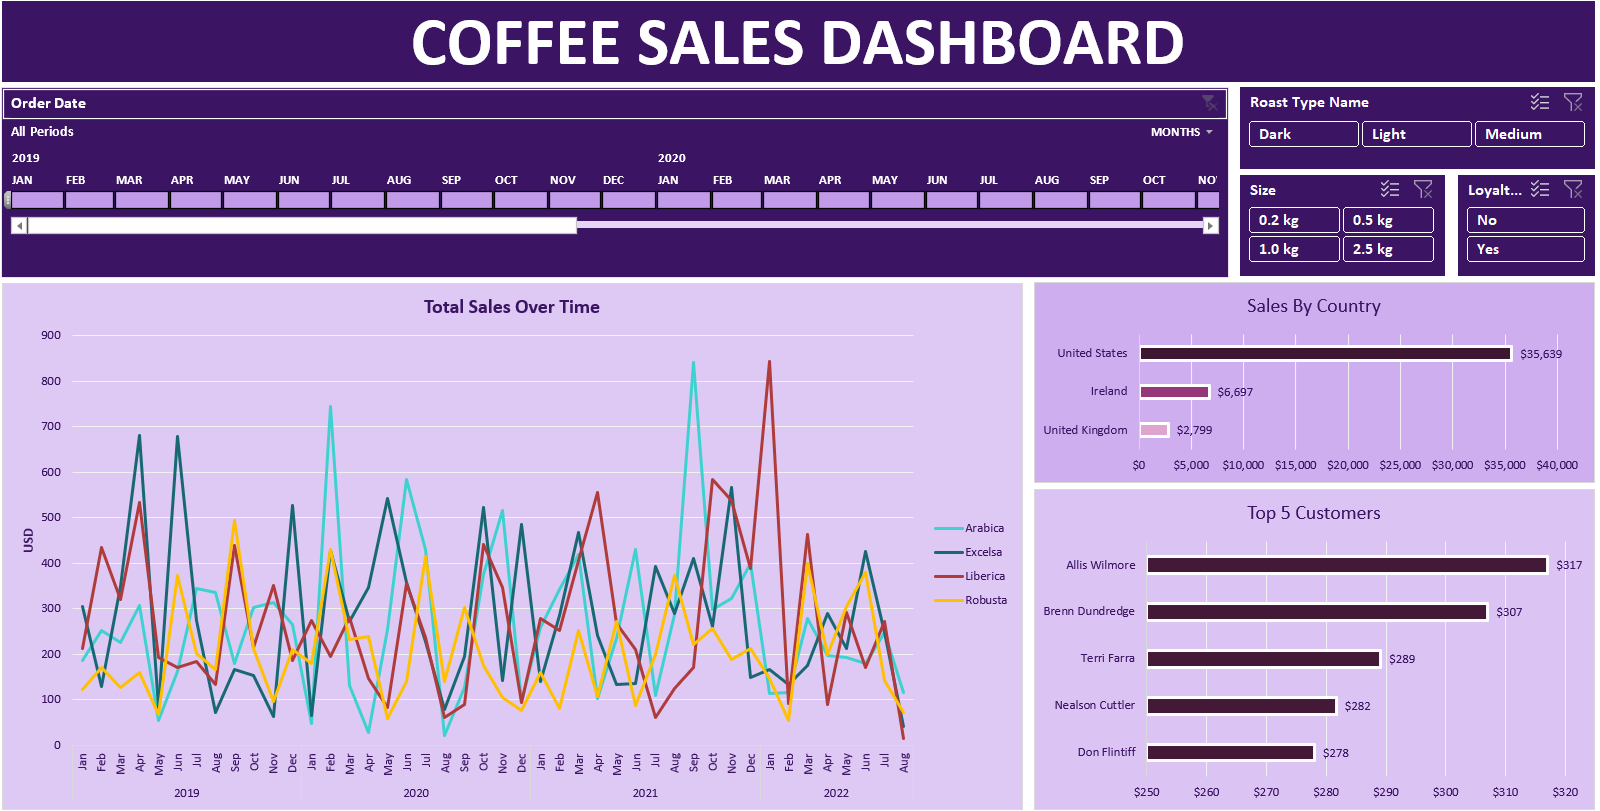 COFFEE SALES DASHBOARD
Order Date
All Periods
MONTHS
2019 2020
JAN FEB MAR APR MAY JUN JUL AUG SEP OCT NOV DEC JAN FEB MAR APR MAY JUN JUL AUG SEP OCT NO
Roast Type Name
Dark Light Medium
Size
0.2 kg 0.5 kg
1.0 kg 2.5 kg
Loyalt...
No
Yes
Total Sales Over Time
900
800
700
600
500
400
300
200
100
0
USD
Jan Feb Mar Apr May Jun Jul Aug Sep Oct Nov Dec Jan Feb Mar Apr May Jun Jul Aug Sep Oct Nov Dec Jan Feb Mar Apr May Jun Jul Aug Sep Oct Nov Dec Jan Feb Mar Apr May Jun Jul Aug
2019 2020 2021 2022
Arabica
Excelsa
Liberica
Robusta
Sales By Country
United States $35,639
Ireland $6,697
United Kingdom $2,799
$0 $5,000 $10,000 $15,000 $20,000 $25,000 $30,000 $35,000 $40,000
Top 5 Customers
Allis Wilmore $317
Brenn Dundredge $307
Terri Farra $289
Nealson Cuttler $282
Don Flintiff $278
$250 $260 $270 $280 $290 $300 $310 $320